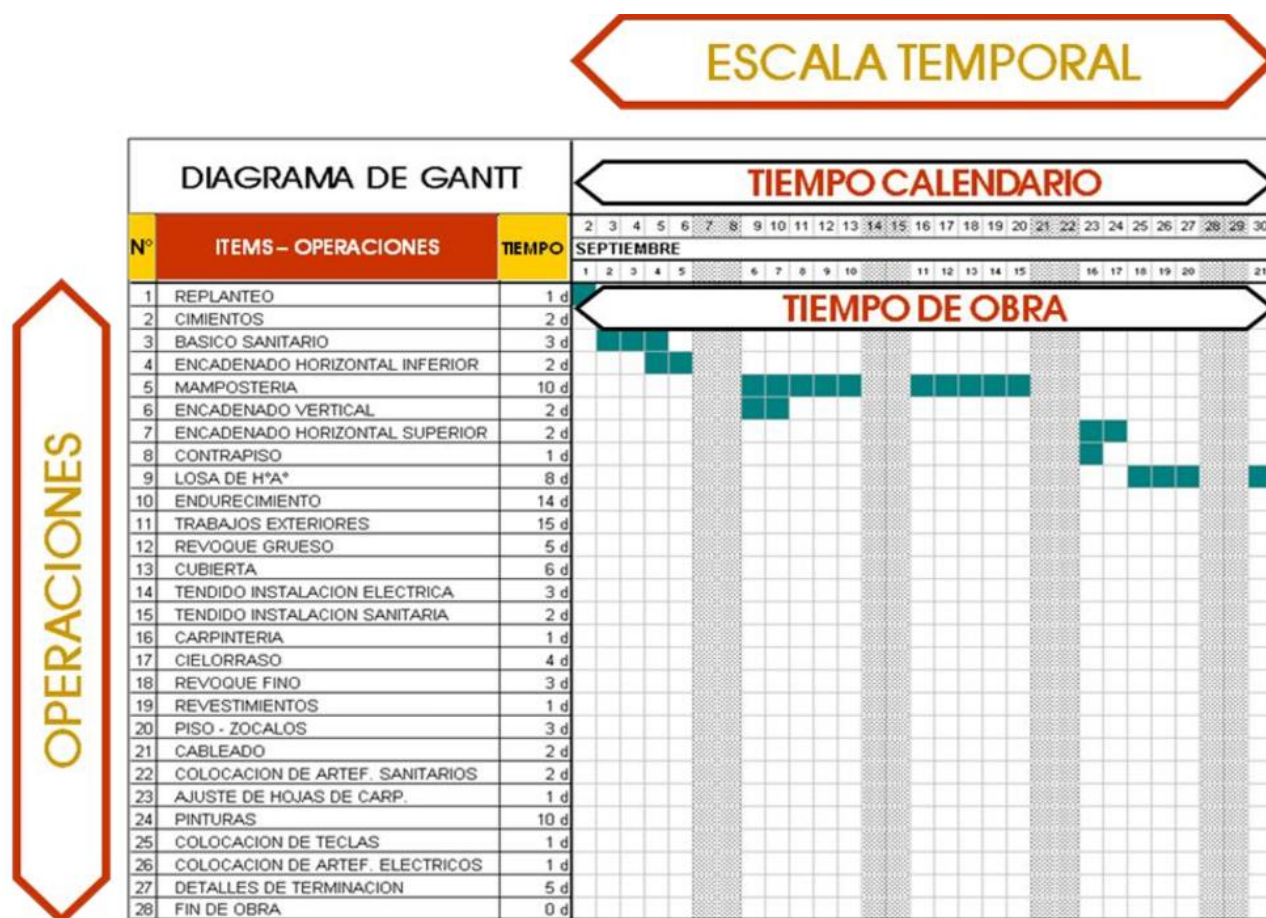 ESCALA TEMPORAL
DIAGRAMA DE GANTT
TIEMPO CALENDARIO
2 3 4 5 6 7 8 9 10 11 12 13 14 15 16 17 18 19 20 21 22 23 24 25 26 27 28 29 30
N° ITEMS – OPERACIONES TIEMPO SEPTIEMBRE
1 2 3 4 5 6 7 8 9 10 11 12 13 14 15 16 17 18 19 20 21
TIEMPO DE OBRA
1 REPLANTEO 1 d
2 CIMIENTOS 2 d
3 BASICO SANITARIO 3 d
4 ENCADENADO HORIZONTAL INFERIOR 2 d
5 MAMPOSTERIA 10 d
6 ENCADENADO VERTICAL 2 d
7 ENCADENADO HORIZONTAL SUPERIOR 2 d
8 CONTRAPISO 1 d
9 LOSA DE H°A° 8 d
10 ENDURECIMIENTO 14 d
11 TRABAJOS EXTERIORES 15 d
12 REVOQUE GRUESO 5 d
13 CUBIERTA 6 d
14 TENDIDO INSTALACION ELECTRICA 3 d
15 TENDIDO INSTALACION SANITARIA 2 d
16 CARPINTERIA 1 d
17 CIELORRASO 4 d
18 REVOQUE FINO 3 d
19 REVESTIMIENTOS 1 d
20 PISO - ZOCALOS 3 d
21 CABLEADO 2 d
22 COLOCACION DE ARTEF. SANITARIOS 2 d
23 AJUSTE DE HOJAS DE CARP. 1 d
24 PINTURAS 10 d
25 COLOCACION DE TECLAS 1 d
26 COLOCACION DE ARTEF. ELECTRICOS 1 d
27 DETALLES DE TERMINACION 5 d
28 FIN DE OBRA 0 d
OPERACIONES